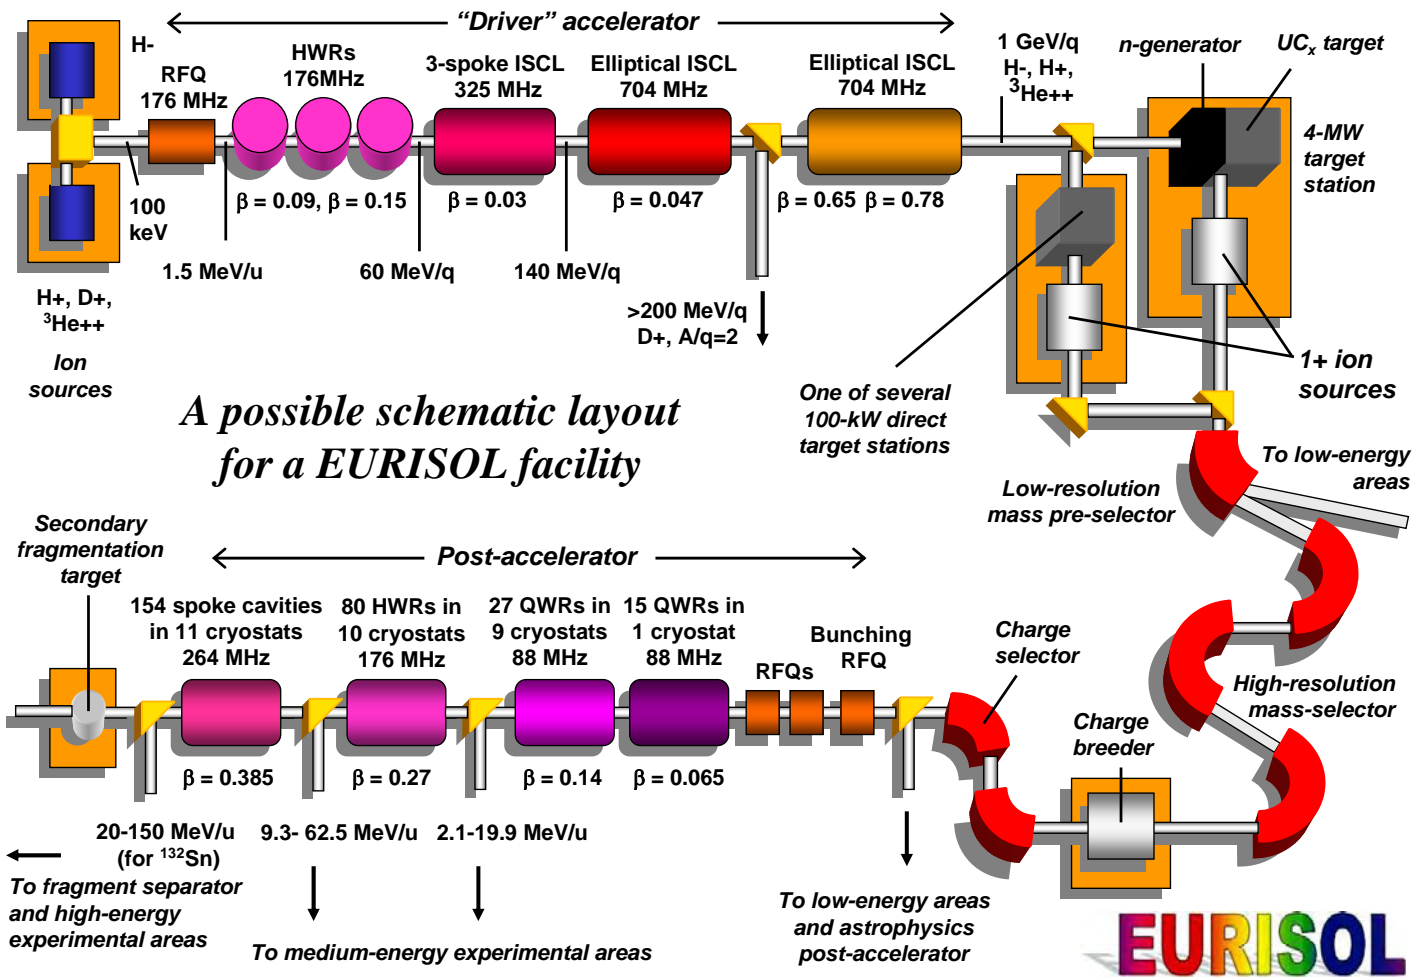 “Driver” accelerator
H-
RFQ
176 MHz
HWRs
176MHz
3-spoke ISCL
325 MHz
Elliptical ISCL
704 MHz
Elliptical ISCL
704 MHz
1 GeV/q
H-, H+,
³He++
n-generator
UCₓ target
4-MW
target
station
100
keV
β = 0.09, β = 0.15
β = 0.03
β = 0.047
β = 0.65 β = 0.78
1.5 MeV/u
60 MeV/q
140 MeV/q
>200 MeV/q
D+, A/q=2
H+, D+,
³He++
Ion
sources
One of several
100-kW direct
target stations
1+ ion
sources
A possible schematic layout
for a EURISOL facility
Low-resolution
mass pre-selector
To low-energy
areas
Secondary
fragmentation
target
Post-accelerator
154 spoke cavities
in 11 cryostats
264 MHz
80 HWRs in
10 cryostats
176 MHz
27 QWRs in
9 cryostats
88 MHz
15 QWRs in
1 cryostat
88 MHz
RFQs
Bunching
RFQ
Charge
selector
High-resolution
mass-selector
Charge
breeder
β = 0.385
β = 0.27
β = 0.14
β = 0.065
20-150 MeV/u
(for ¹³²Sn)
9.3- 62.5 MeV/u
2.1-19.9 MeV/u
To fragment separator
and high-energy
experimental areas
To medium-energy experimental areas
To low-energy areas
and astrophysics
post-accelerator
EURISOL